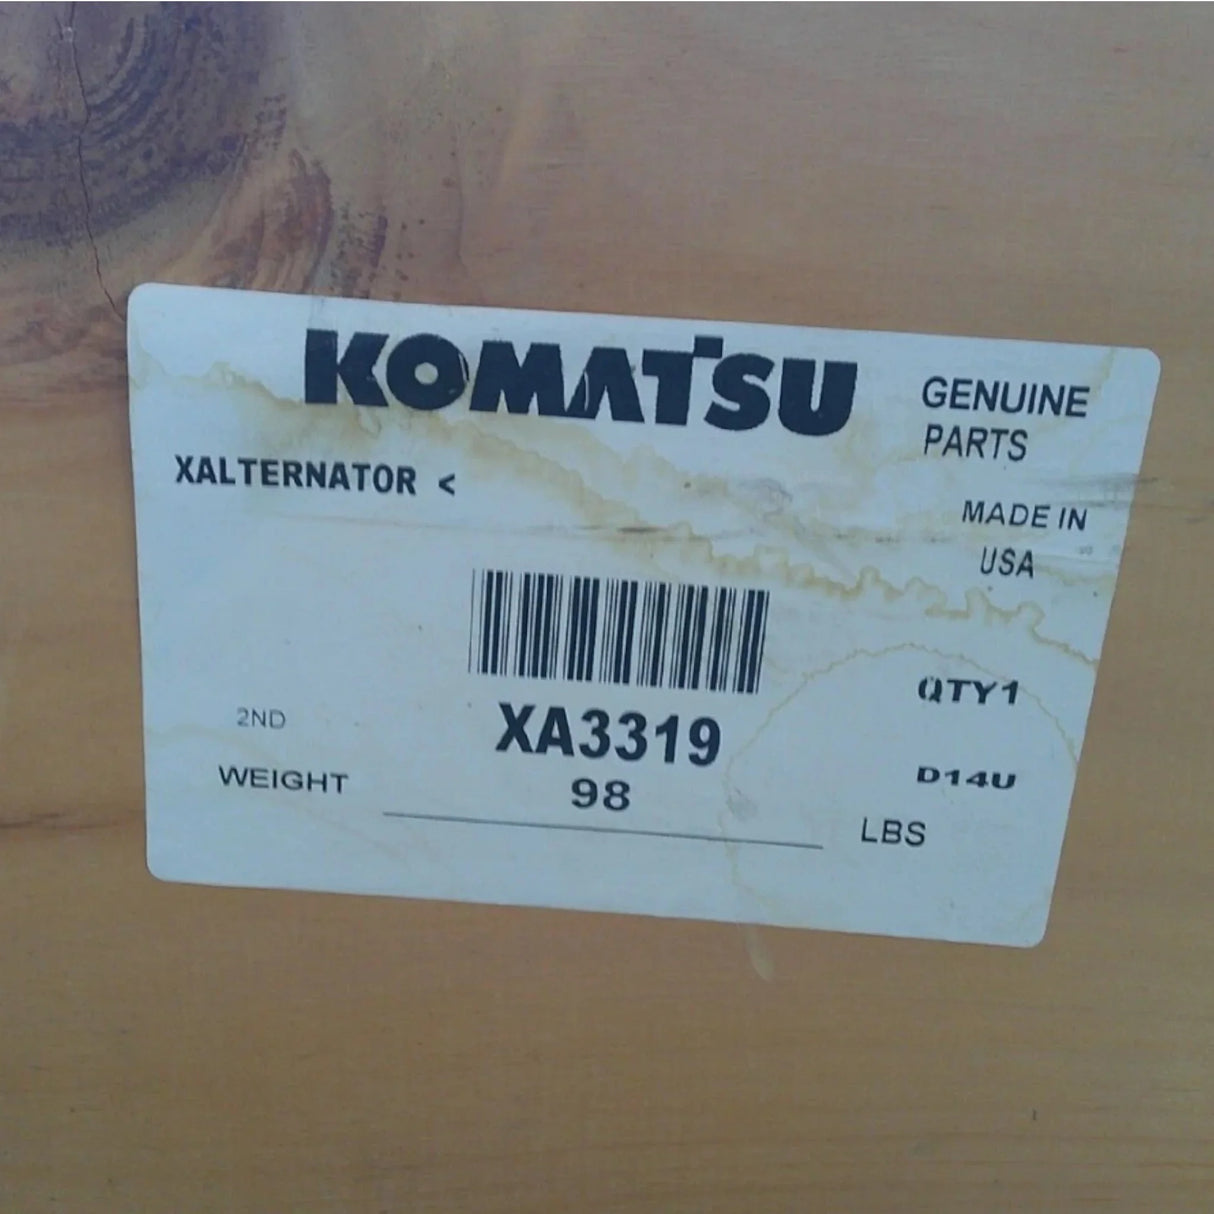 KOMATSU
GENUINE
PARTS
XALTERNATOR <
MADE IN
USA
QTY1
XA3319
2ND
D14U
WEIGHT
98
LBS